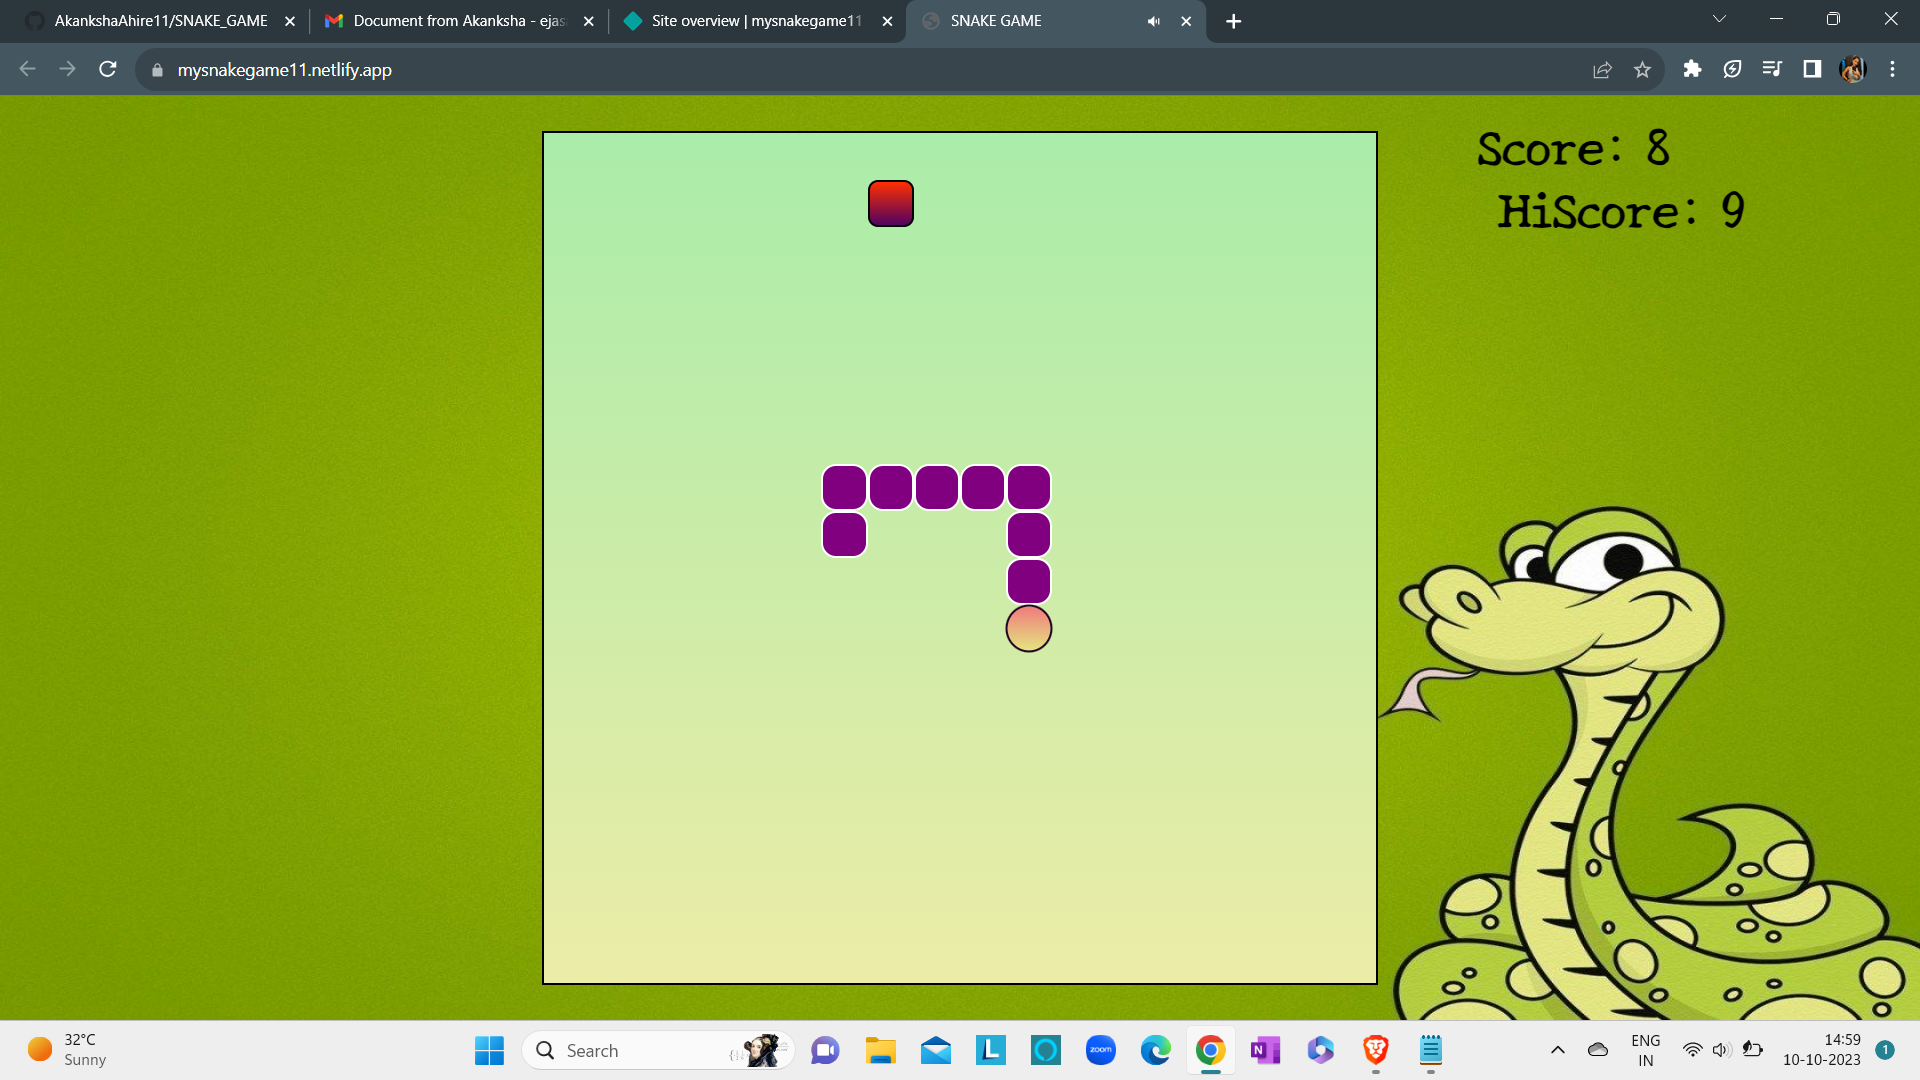 AkankshaAhire11/SNAKE_GAME
Document from Akanksha - ejas
Site overview | mysnakegame11
SNAKE GAME
mysnakegame11.netlify.app
Score: 8
HiScore: 9
32°C
Sunny
Search
L
zoom
N
ENG
IN
14:59
10-10-2023
1